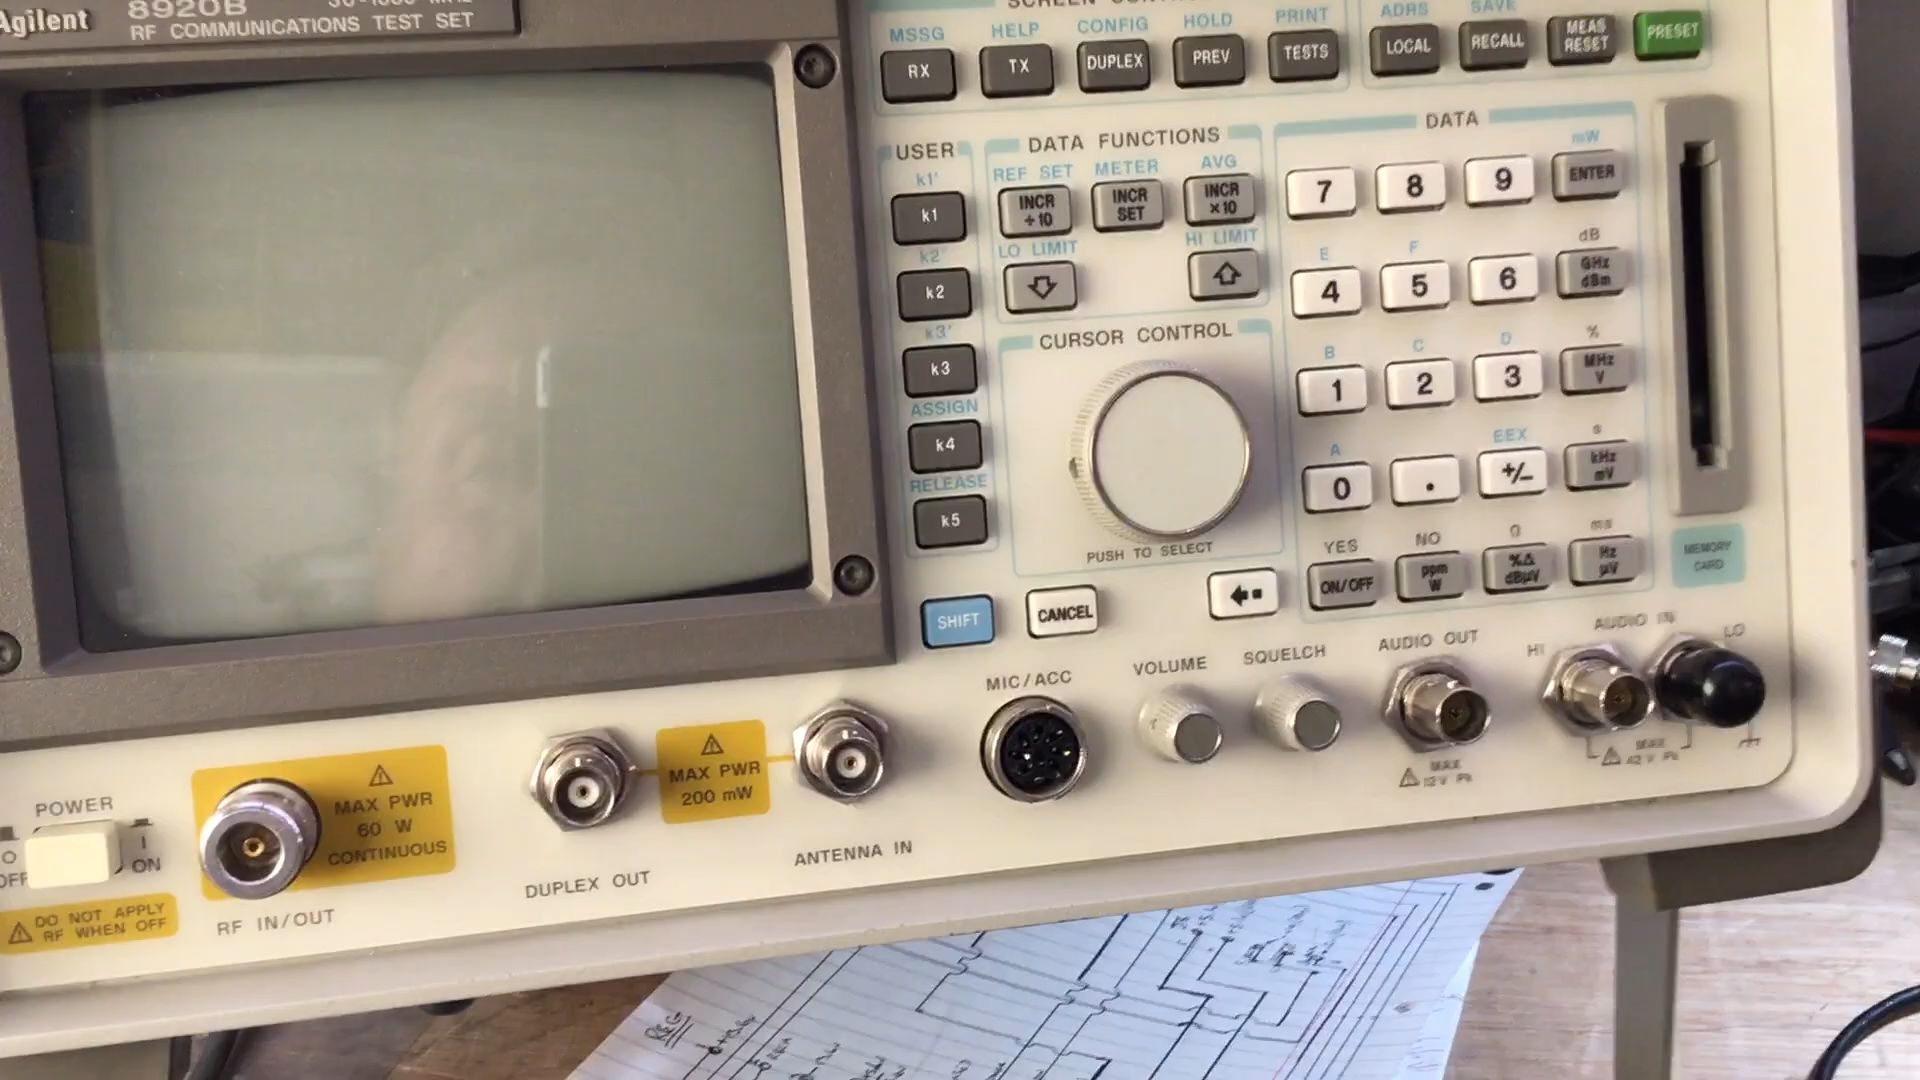 Agilent
8920B
RF COMMUNICATIONS TEST SET
MSSG
HELP
CONFIG
HOLD
PRINT
ADRS
SAVE
RX
TX
DUPLEX
PREV
TESTS
LOCAL
RECALL
MEAS
RESET
PRESET
USER
DATA FUNCTIONS
DATA
k1'
REF SET
METER
AVG
mW
k1
INCR
÷10
INCR
SET
INCR
×10
7
8
9
ENTER
k2'
LO LIMIT
HI LIMIT
E
F
dB
k2
4
5
6
GHz
dBm
k3'
CURSOR CONTROL
B
C
D
%
k3
1
2
3
MHz
V
ASSIGN
A
EEX
s
k4
0
.
+/-
kHz
mV
RELEASE
k5
PUSH TO SELECT
YES
NO
Ω
ms
ON/OFF
ppm
W
%Δ
dBµV
Hz
µV
MEMORY
CARD
SHIFT
CANCEL
MIC/ACC
VOLUME
SQUELCH
AUDIO OUT
AUDIO IN
HI
LO
MAX
12V Pk
MAX
42V Pk
POWER
O
OFF
I
ON
DO NOT APPLY
RF WHEN OFF
MAX PWR
60 W
CONTINUOUS
RF IN/OUT
MAX PWR
200 mW
DUPLEX OUT
ANTENNA IN